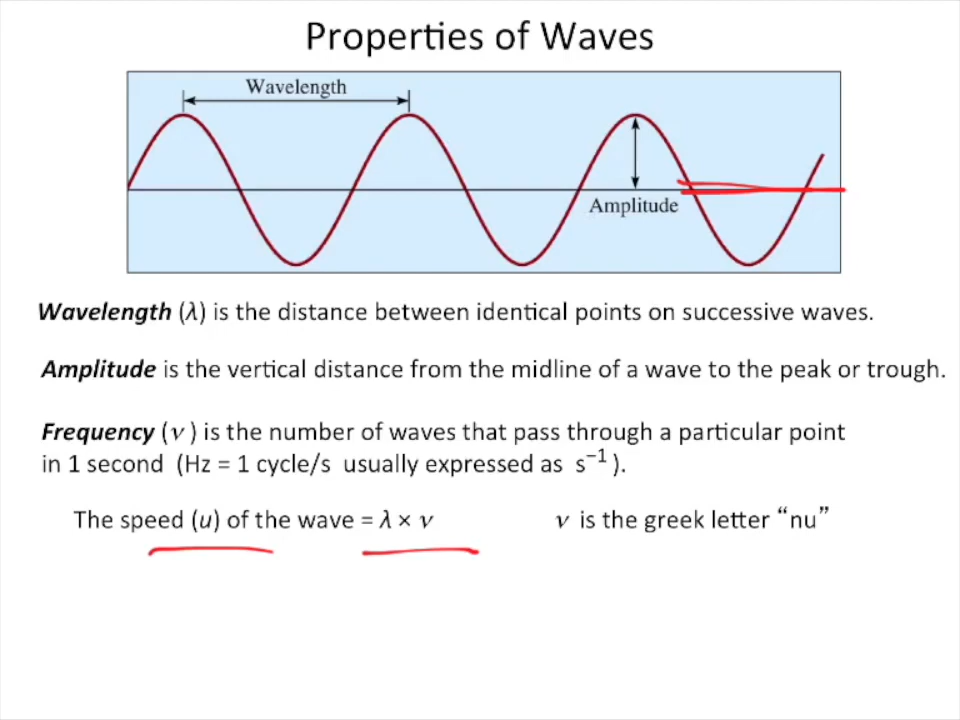 Properties of Waves
Wavelength
Amplitude
Wavelength (λ) is the distance between identical points on successive waves.
Amplitude is the vertical distance from the midline of a wave to the peak or trough.
Frequency (ν ) is the number of waves that pass through a particular point
in 1 second (Hz = 1 cycle/s usually expressed as s⁻¹ ).
The speed (u) of the wave = λ × ν
ν is the greek letter “nu”